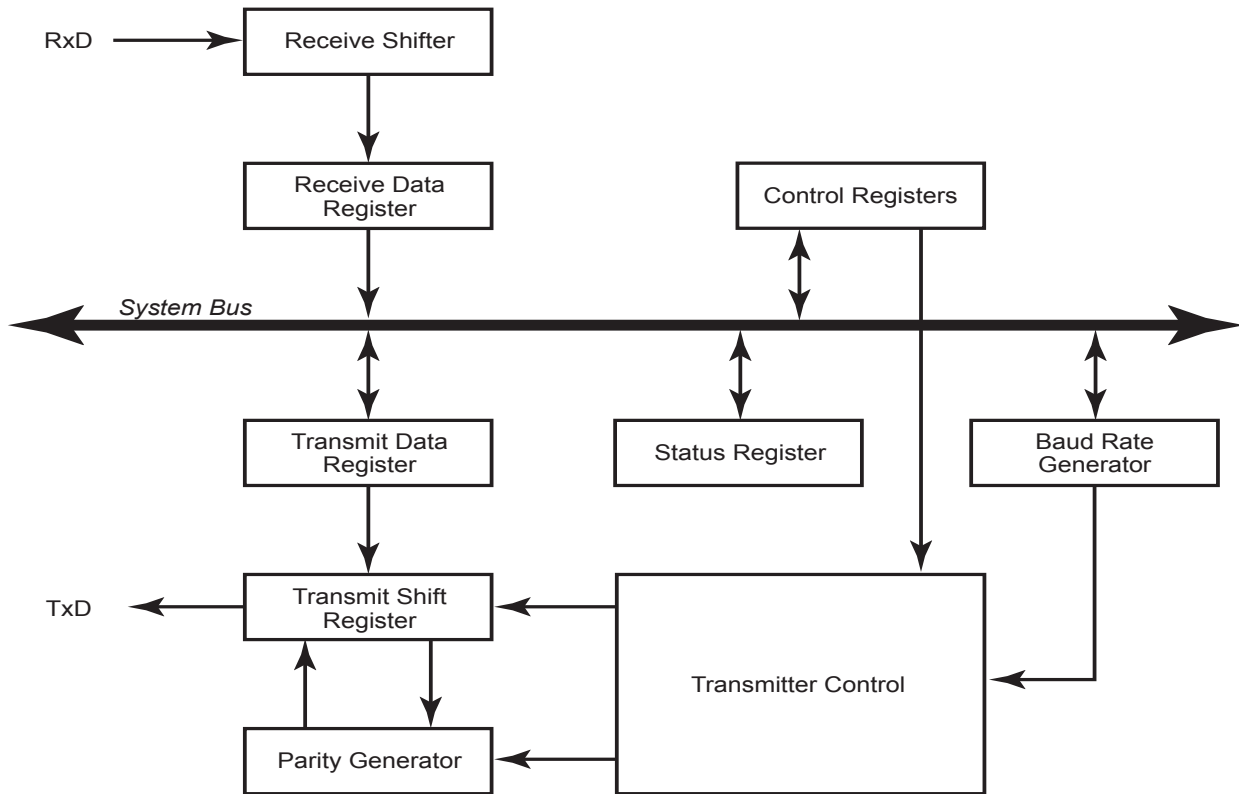 RxD
Receive Shifter
Receive Data
Register
Control Registers
System Bus
Transmit Data
Register
Status Register
Baud Rate
Generator
TxD
Transmit Shift
Register
Transmitter Control
Parity Generator